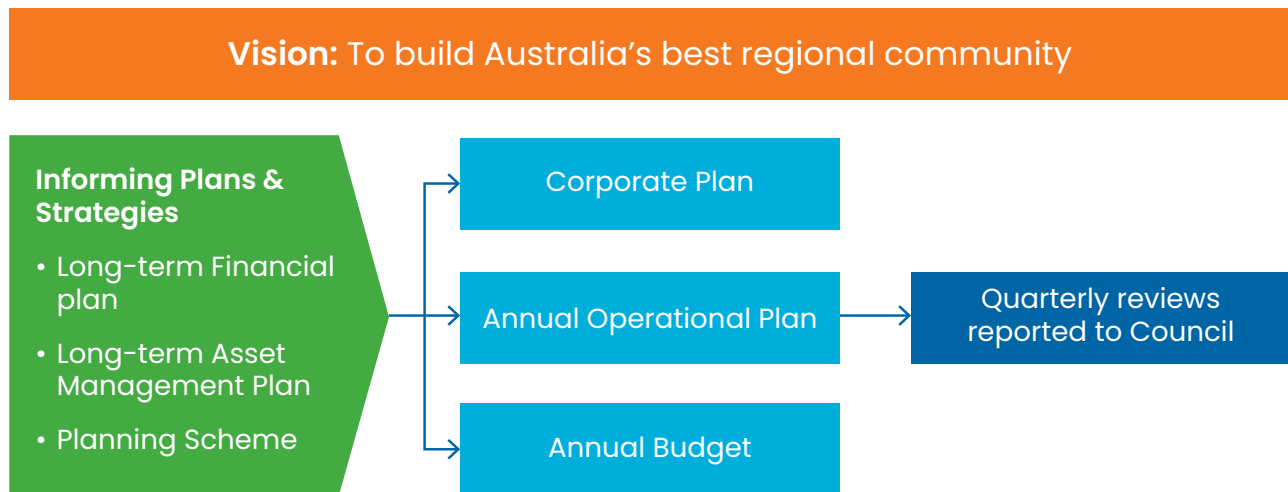 Vision: To build Australia's best regional community
Informing Plans &
Strategies
• Long-term Financial
plan
• Long-term Asset
Management Plan
• Planning Scheme
Corporate Plan
Annual Operational Plan
Annual Budget
Quarterly reviews
reported to Council